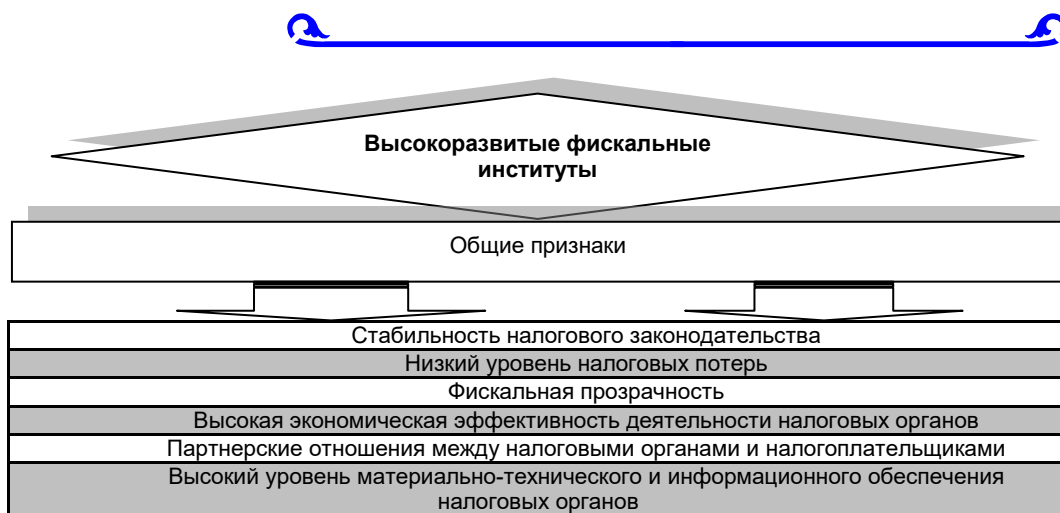 Высокоразвитые фискальные
институты
Общие признаки
Стабильность налогового законодательства
Низкий уровень налоговых потерь
Фискальная прозрачность
Высокая экономическая эффективность деятельности налоговых органов
Партнерские отношения между налоговыми органами и налогоплательщиками
Высокий уровень материально-технического и информационного обеспечения
налоговых органов